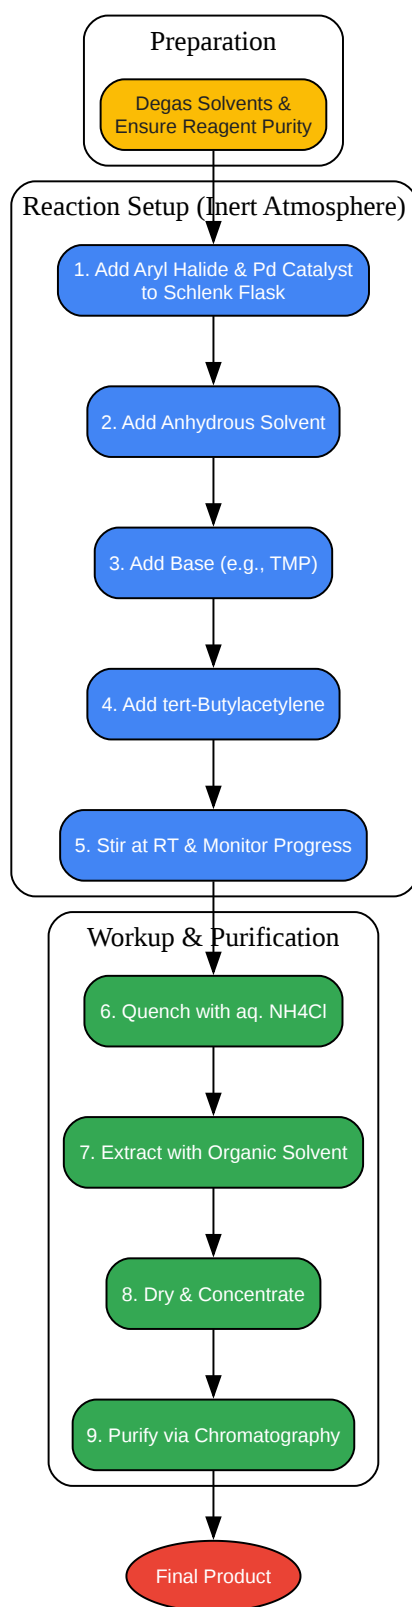 Preparation
Degas Solvents &
Ensure Reagent Purity
Reaction Setup (Inert Atmosphere)
1. Add Aryl Halide & Pd Catalyst
to Schlenk Flask
2. Add Anhydrous Solvent
3. Add Base (e.g., TMP)
4. Add tert-Butylacetylene
5. Stir at RT & Monitor Progress
Workup & Purification
6. Quench with aq. NH4Cl
7. Extract with Organic Solvent
8. Dry & Concentrate
9. Purify via Chromatography
Final Product